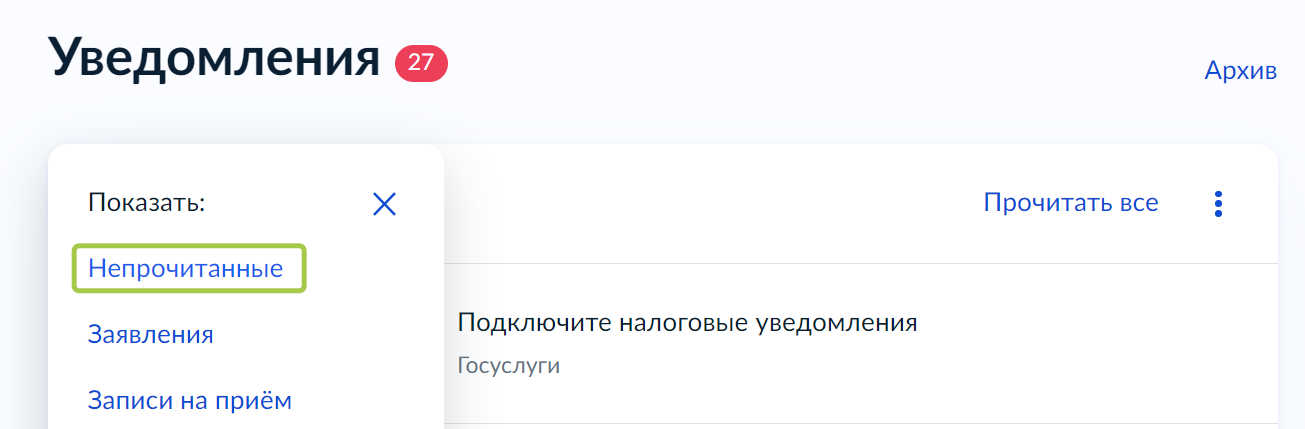 Уведомления 27
Архив
Показать:
Прочитать все
Непрочитанные
Заявления
Подключите налоговые уведомления
Госуслуги
Записи на приём